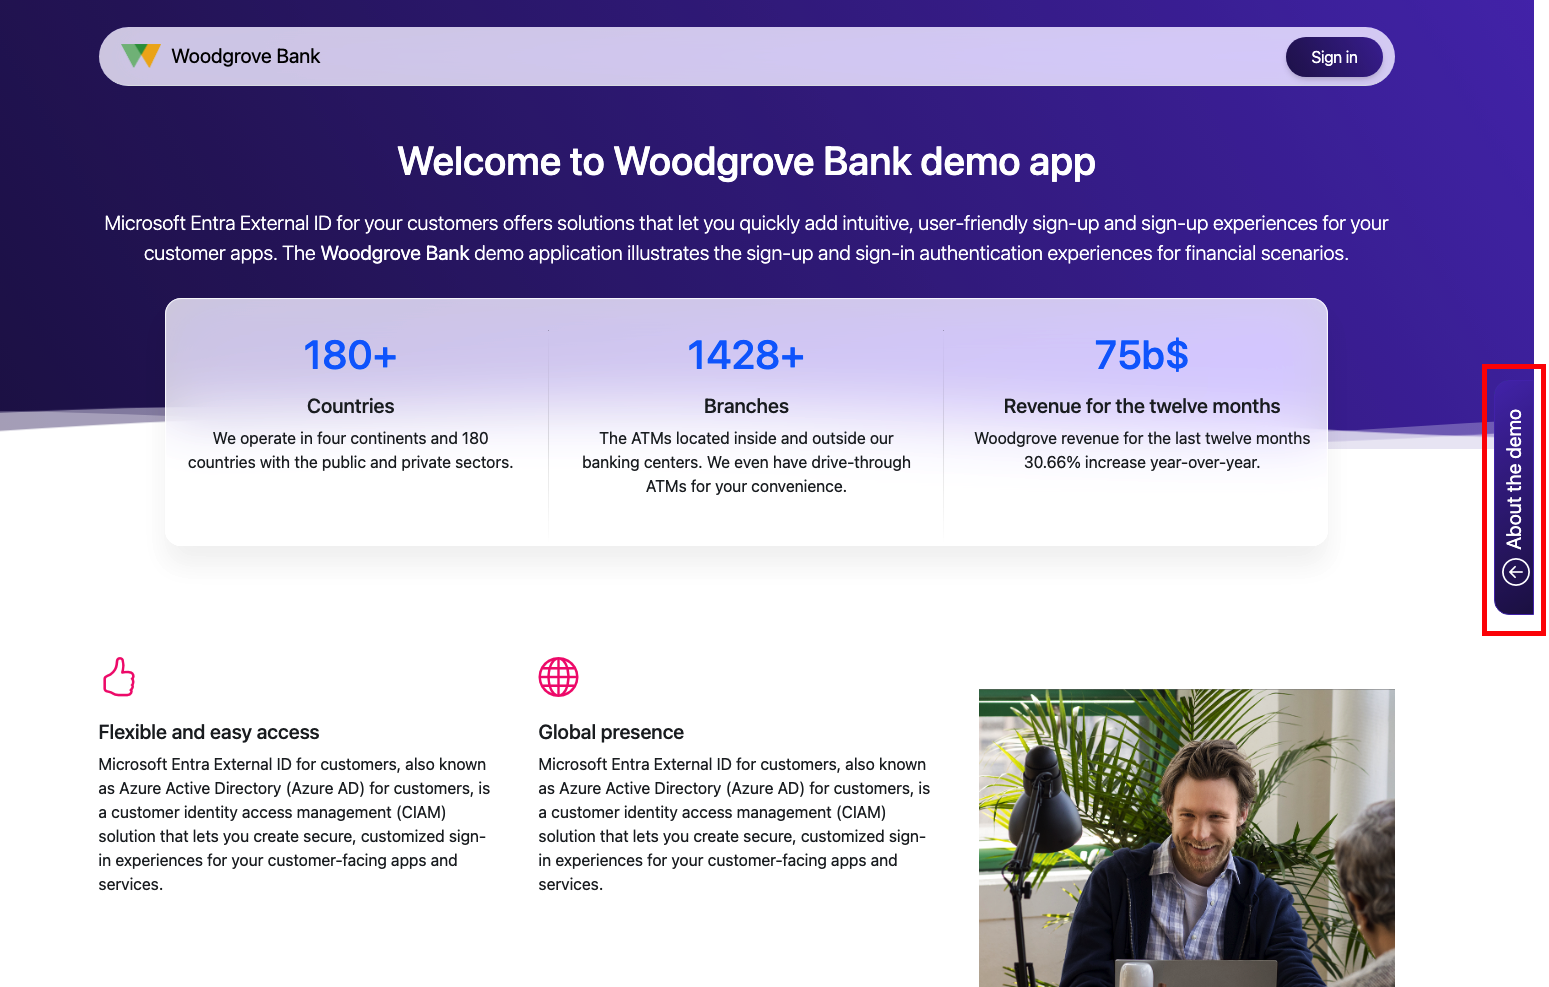 Woodgrove Bank
Sign in
Welcome to Woodgrove Bank demo app
Microsoft Entra External ID for your customers offers solutions that let you quickly add intuitive, user-friendly sign-up and sign-up experiences for your
customer apps. The Woodgrove Bank demo application illustrates the sign-up and sign-in authentication experiences for financial scenarios.
180+
Countries
We operate in four continents and 180
countries with the public and private sectors.
1428+
Branches
The ATMs located inside and outside our
banking centers. We even have drive-through
ATMs for your convenience.
75b$
Revenue for the twelve months
Woodgrove revenue for the last twelve months
30.66% increase year-over-year.
About the demo
Flexible and easy access
Microsoft Entra External ID for customers, also known
as Azure Active Directory (Azure AD) for customers, is
a customer identity access management (CIAM)
solution that lets you create secure, customized sign-
in experiences for your customer-facing apps and
services.
Global presence
Microsoft Entra External ID for customers, also known
as Azure Active Directory (Azure AD) for customers, is
a customer identity access management (CIAM)
solution that lets you create secure, customized sign-
in experiences for your customer-facing apps and
services.